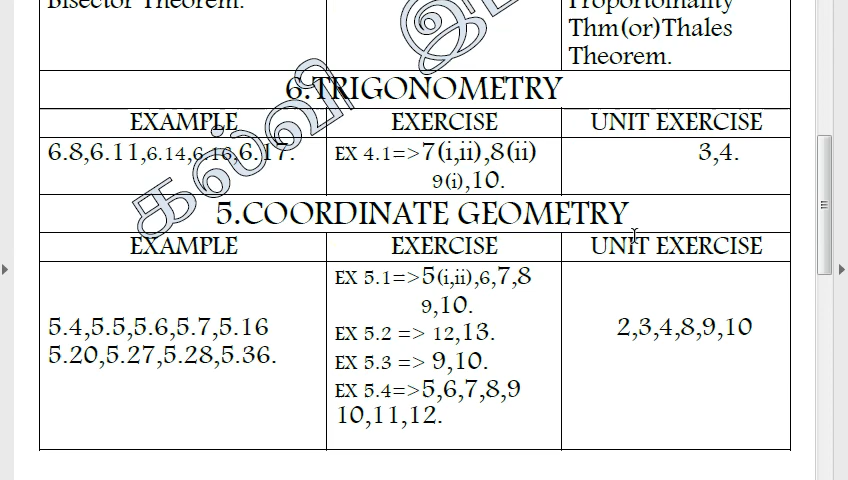 Bisector Theorem.
Proportoinality
Thm(or)Thales
Theorem.
6.TRIGONOMETRY
EXAMPLE EXERCISE UNIT EXERCISE
6.8,6.11,6.14,6.16,6.17. EX 4.1=>7(i,ii),8(ii) 3,4.
9(i),10.
5.COORDINATE GEOMETRY
EXAMPLE EXERCISE UNIT EXERCISE
EX 5.1=>5(i,ii),6,7,8
9,10.
5.4,5.5,5.6,5.7,5.16 EX 5.2 => 12,13. 2,3,4,8,9,10
5.20,5.27,5.28,5.36. EX 5.3 => 9,10.
EX 5.4=>5,6,7,8,9
10,11,12.
கல்வி